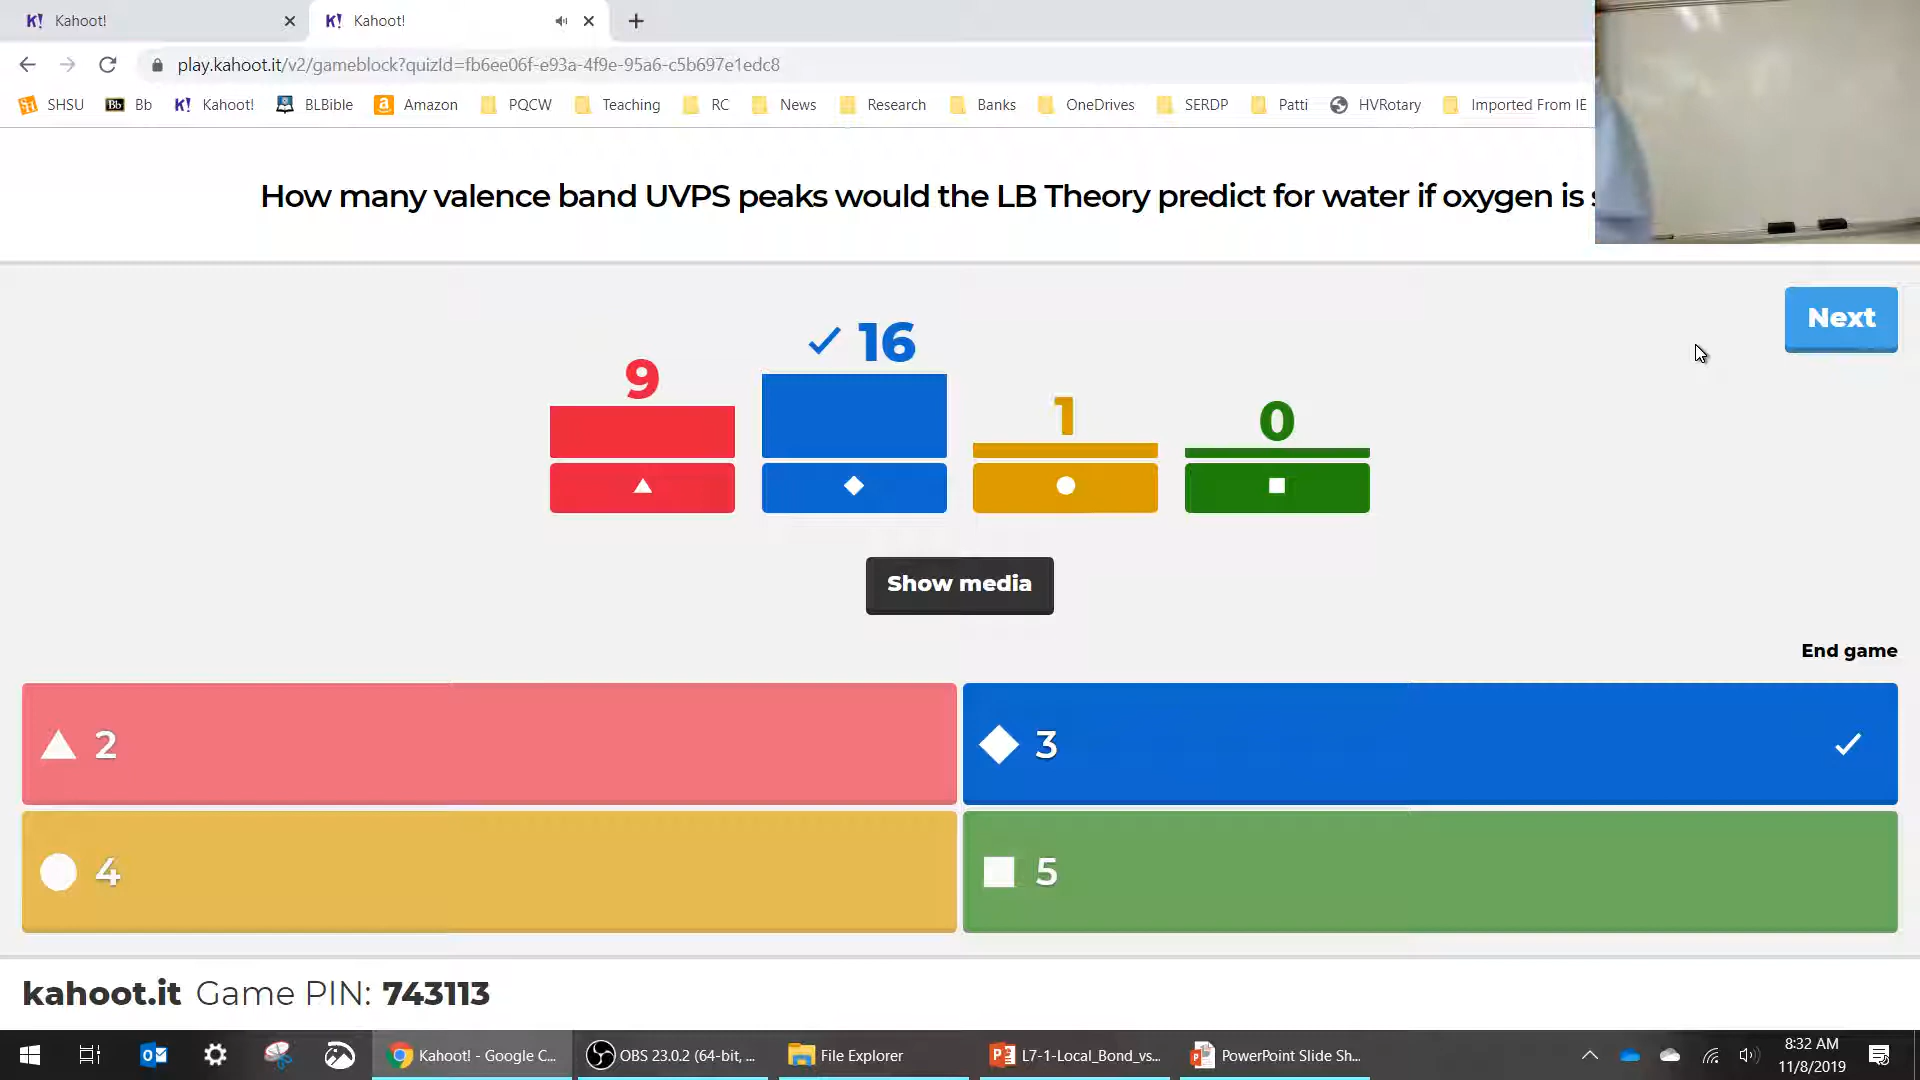 Kahoot!
Kahoot!
play.kahoot.it/v2/gameblock?quizId=fb6ee06f-e93a-4f9e-95a6-c5b697e1edc8
SHSU Bb Kahoot! BLBible Amazon PQCW Teaching RC News Research Banks OneDrives SERDP Patti HVRotary Imported From IE
How many valence band UVPS peaks would the LB Theory predict for water if oxygen is
Next
9
16
1
0
Show media
End game
2
3
4
5
kahoot.it Game PIN: 743113
Kahoot! - Google C...
OBS 23.0.2 (64-bit, ...
File Explorer
L7-1-Local_Bond_vs...
PowerPoint Slide Sh...
8:32 AM
11/8/2019